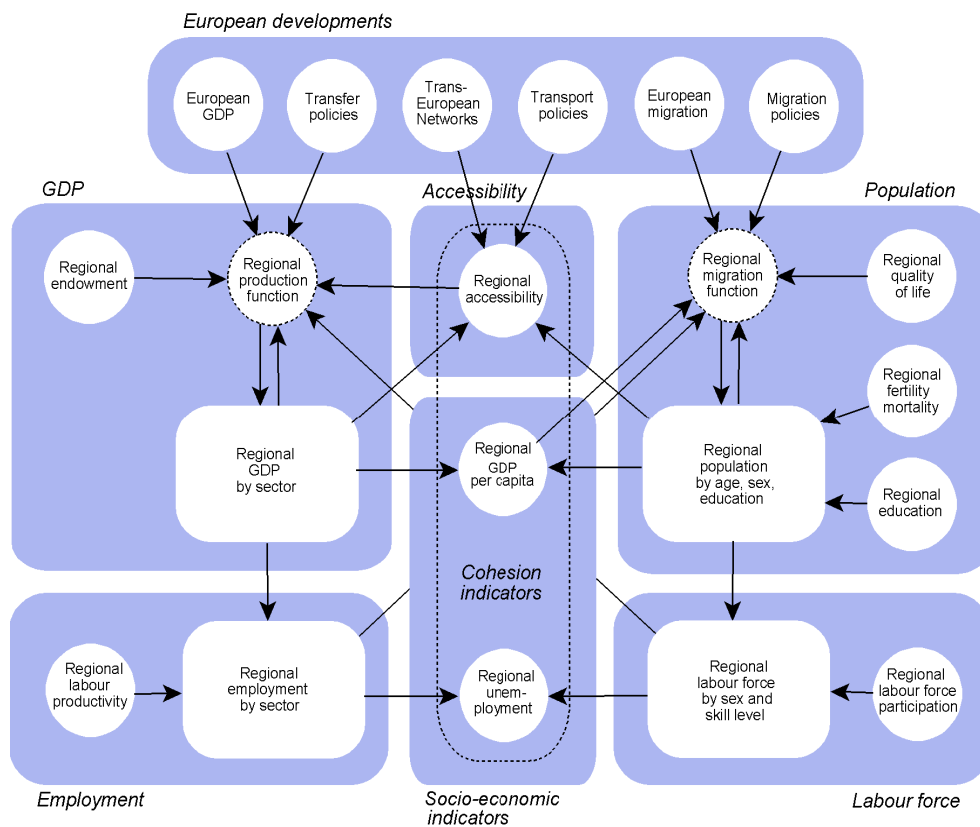 European developments
European
GDP
Transfer
policies
Trans-
European
Networks
Transport
policies
European
migration
Migration
policies
GDP
Accessibility
Population
Regional
endowment
Regional
production
function
Regional
accessibility
Regional
migration
function
Regional
quality
of life
Regional
fertility
mortality
Regional
GDP
by sector
Regional
GDP
per capita
Regional
population
by age, sex,
education
Regional
education
Cohesion
indicators
Regional
labour
productivity
Regional
employment
by sector
Regional
unem-
ployment
Regional
labour force
by sex and
skill level
Regional
labour force
participation
Employment
Socio-economic
indicators
Labour force